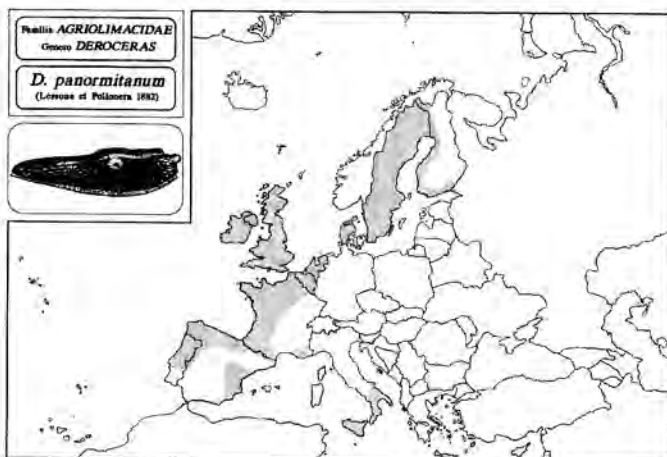 Familia AGRIOLIMACIDAE
Genero DEROCERAS
D. panormitanum
(Lessona et Pollonera 1882)